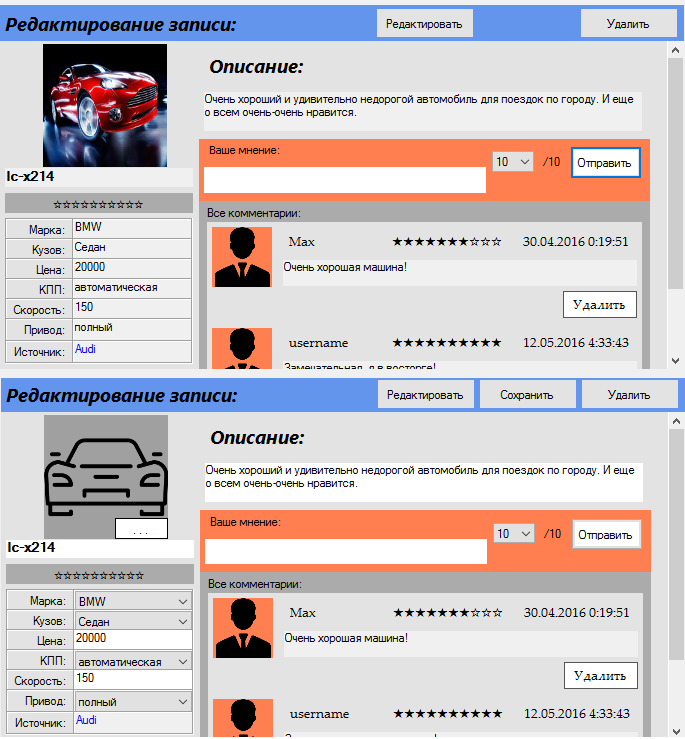 Редактирование записи:
Редактировать
Удалить
Описание:
Очень хороший и удивительно недорогой автомобиль для поездок по городу. И еще
о всем очень-очень нравится.
lc-x214
Ваше мнение:
10
/10
Отправить
☆☆☆☆☆☆☆☆☆☆
Все комментарии:
Марка: BMW
Кузов: Седан
Цена: 20000
КПП: автоматическая
Скорость: 150
Привод: полный
Источник: Audi
Max ★★★★★★★☆☆☆ 30.04.2016 0:19:51
Очень хорошая машина!
Удалить
username ★★★★★★★★★★ 12.05.2016 4:33:43
Замечательная, я в восторге!
Редактирование записи:
Редактировать
Сохранить
Удалить
Описание:
Очень хороший и удивительно недорогой автомобиль для поездок по городу. И еще
о всем очень-очень нравится.
...
lc-x214
Ваше мнение:
10
/10
Отправить
☆☆☆☆☆☆☆☆☆☆
Все комментарии:
Марка: BMW
Кузов: Седан
Цена: 20000
КПП: автоматическая
Скорость: 150
Привод: полный
Источник: Audi
Max ★★★★★★★☆☆☆ 30.04.2016 0:19:51
Очень хорошая машина!
Удалить
username ★★★★★★★★★★ 12.05.2016 4:33:43